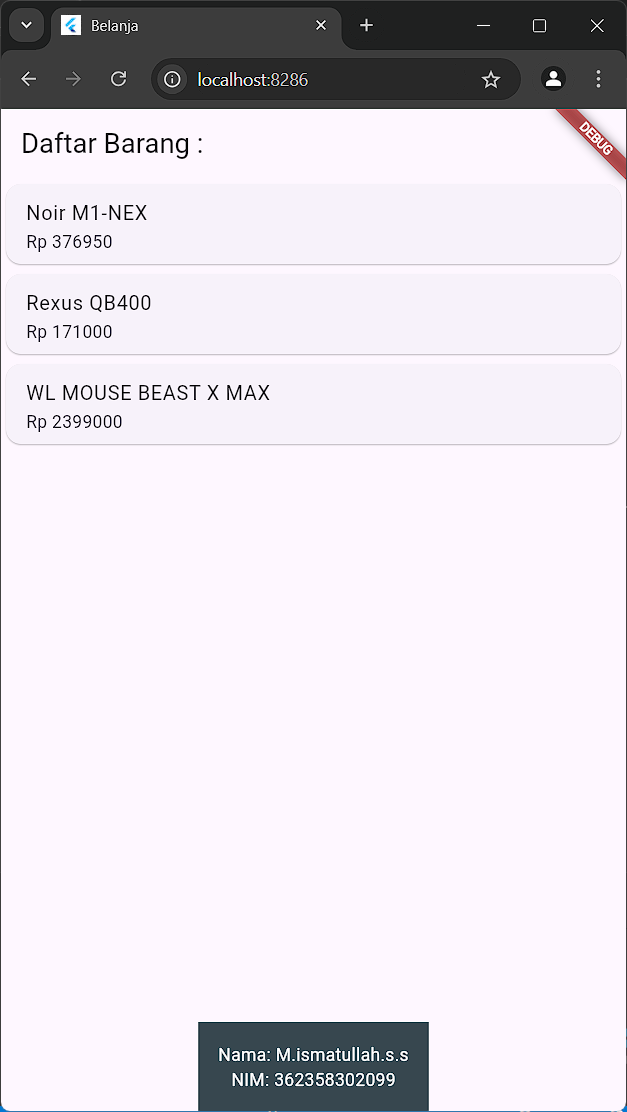 Belanja
localhost:8286
DEBUG
Daftar Barang :
Noir M1-NEX
Rp 376950
Rexus QB400
Rp 171000
WL MOUSE BEAST X MAX
Rp 2399000
Nama: M.ismatullah.s.s
NIM: 362358302099